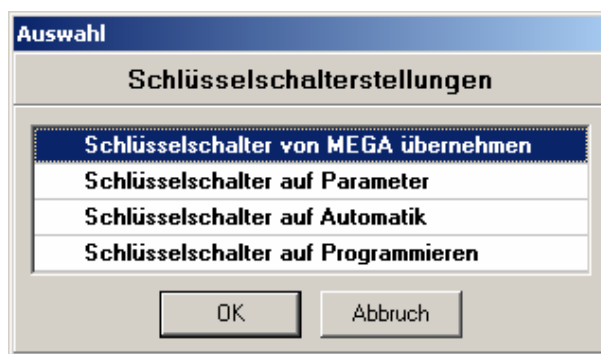 Auswahl
Schlüsselschalterstellungen
Schlüsselschalter von MEGA übernehmen
Schlüsselschalter auf Parameter
Schlüsselschalter auf Automatik
Schlüsselschalter auf Programmieren
OK Abbruch